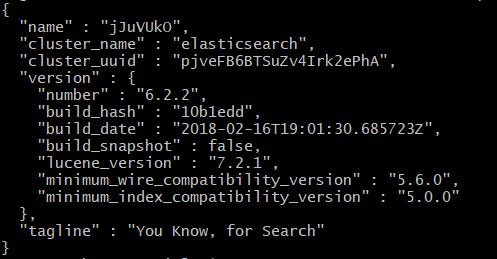 {
  "name" : "jJuVUkO",
  "cluster_name" : "elasticsearch",
  "cluster_uuid" : "pjveFB6BTSuZv4Irk2ePhA",
  "version" : {
    "number" : "6.2.2",
    "build_hash" : "10b1edd",
    "build_date" : "2018-02-16T19:01:30.685723Z",
    "build_snapshot" : false,
    "lucene_version" : "7.2.1",
    "minimum_wire_compatibility_version" : "5.6.0",
    "minimum_index_compatibility_version" : "5.0.0"
  },
  "tagline" : "You Know, for Search"
}